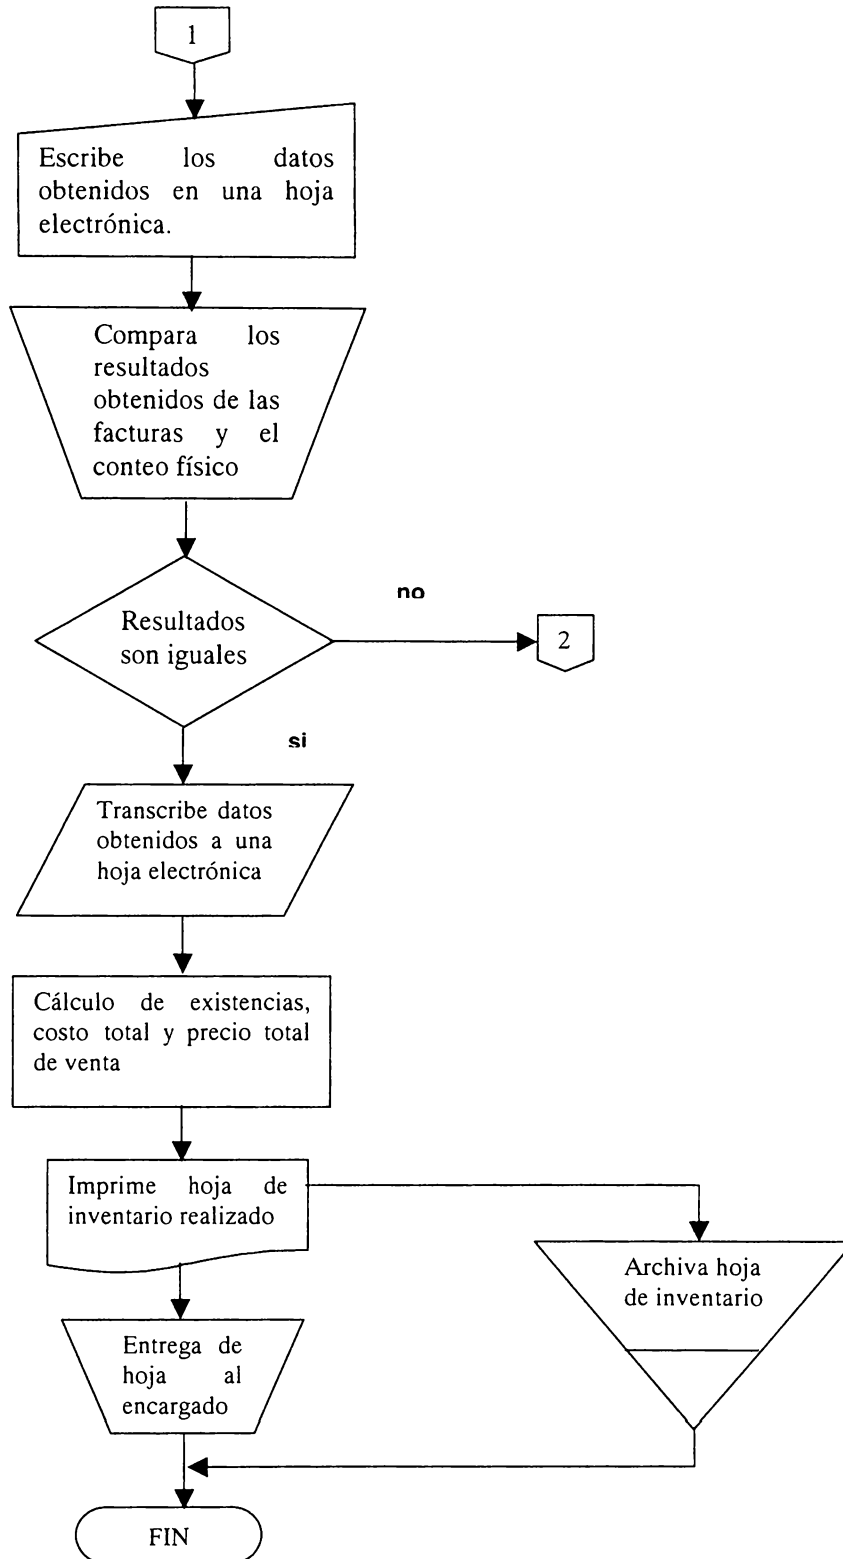 1
Escribe los datos
obtenidos en una hoja
electrónica.
Compara los
resultados
obtenidos de las
facturas y el
conteo físico
no
Resultados
son iguales
2
si
Transcribe datos
obtenidos a una
hoja electrónica
Cálculo de existencias,
costo total y precio total
de venta
Imprime hoja de
inventario realizado
Archiva hoja
de inventario
Entrega de
hoja al
encargado
FIN